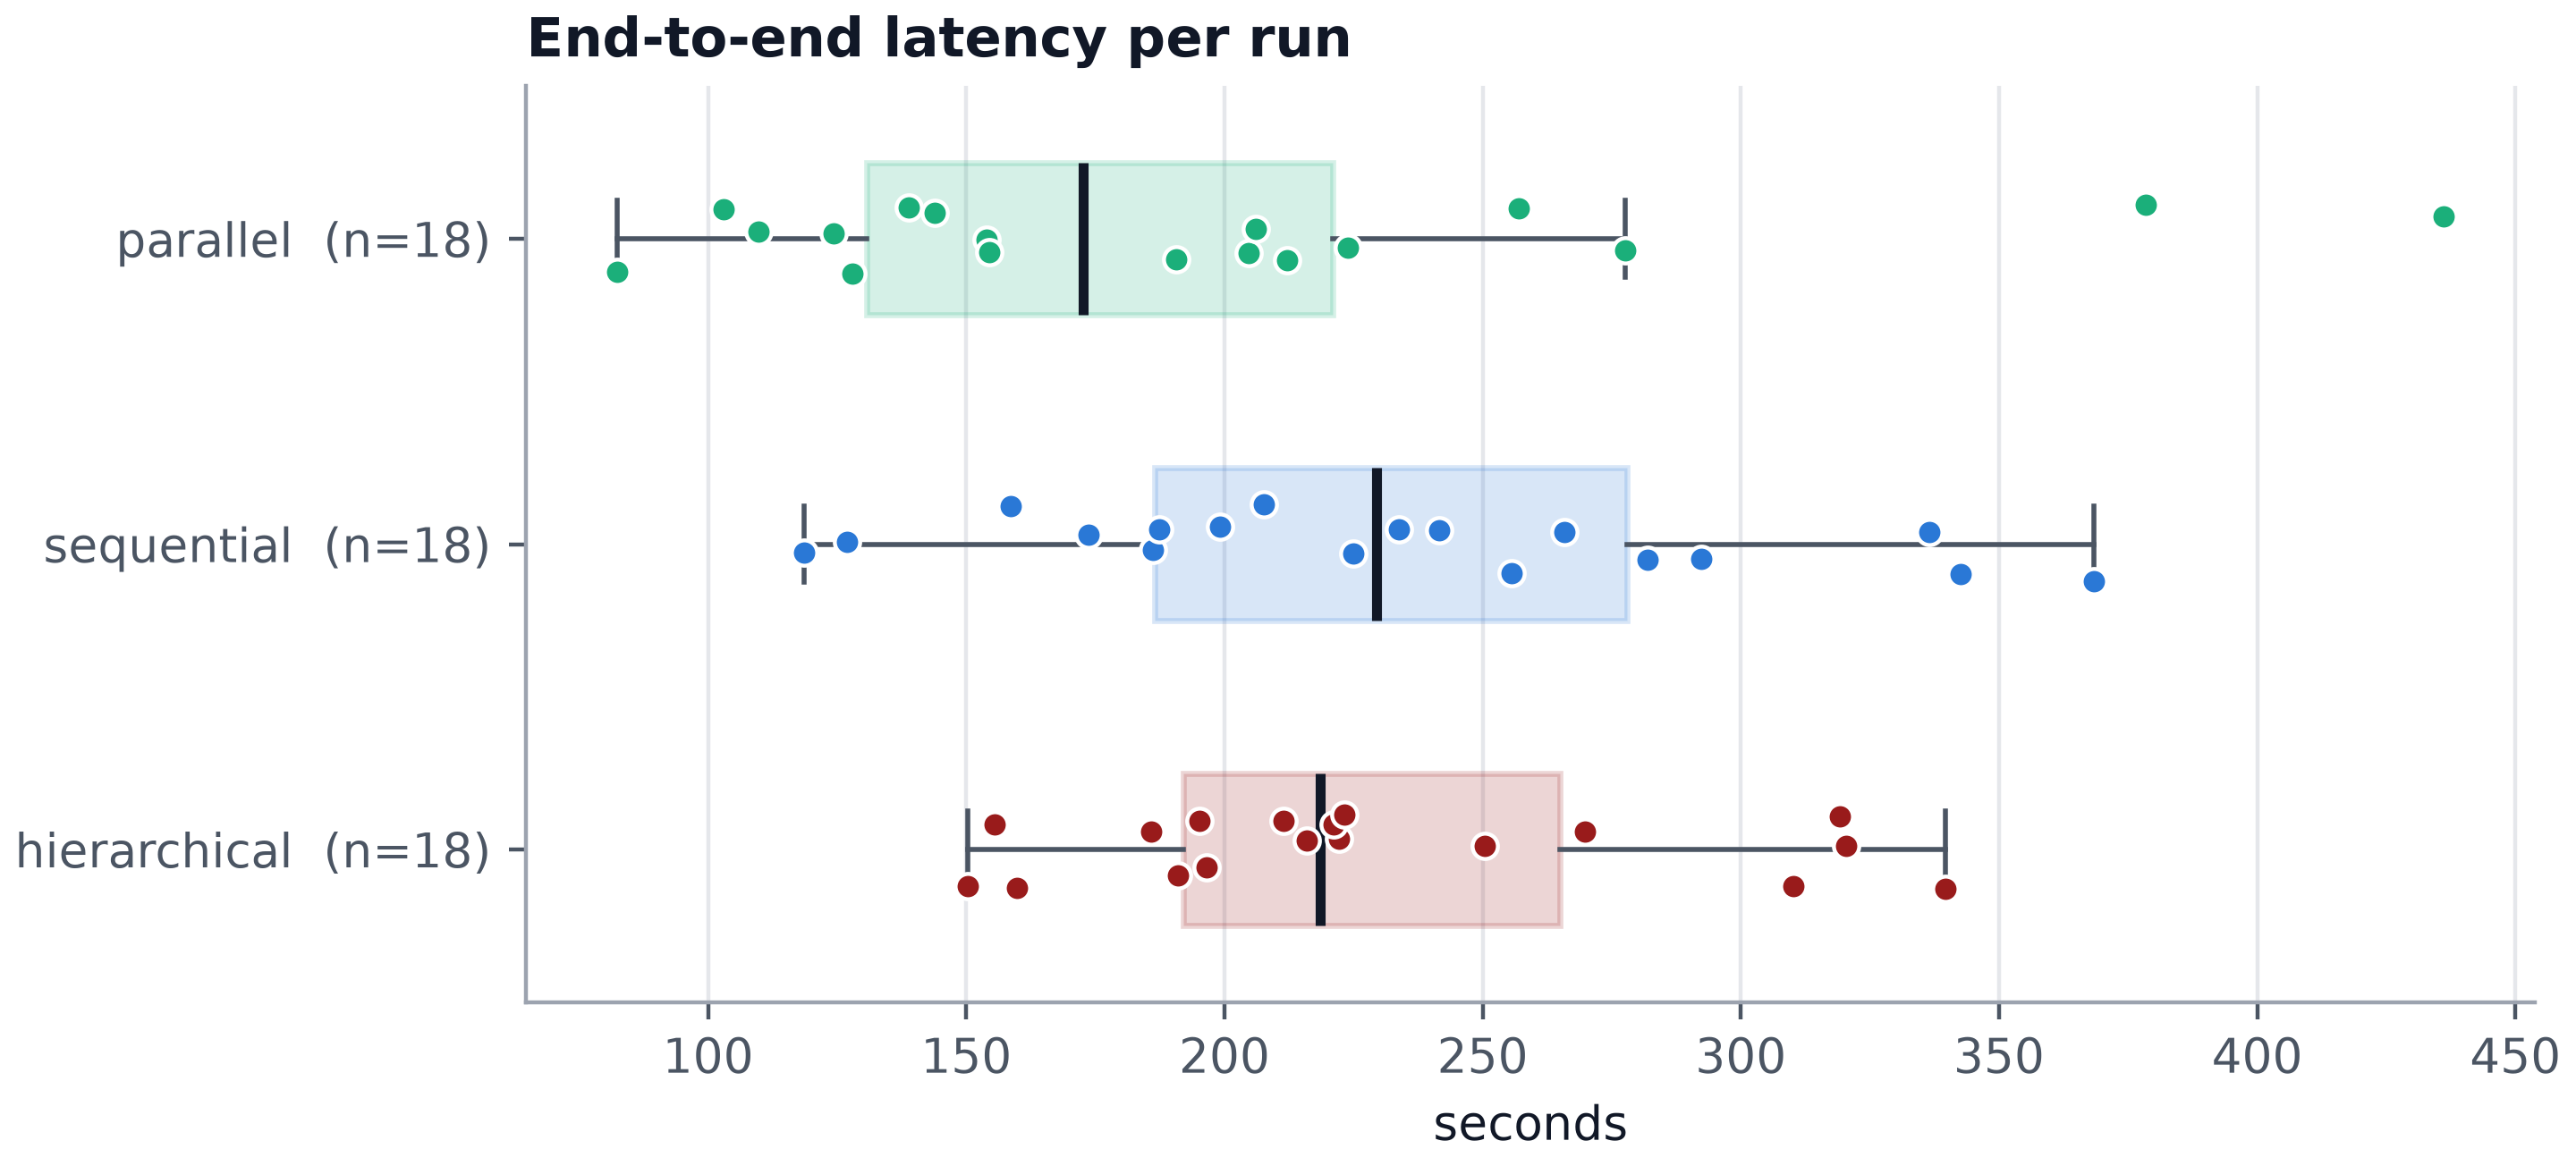 End-to-end latency per run
parallel (n=18)
sequential (n=18)
hierarchical (n=18)
100 150 200 250 300 350 400 450
seconds